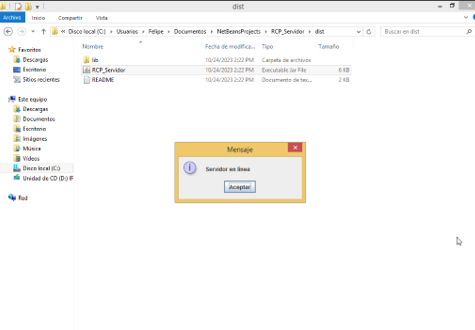 dist
Archivo Inicio Compartir Vista
« Disco local (C:) › Usuarios › Felipe › Documentos › NetBeansProjects › RCP_Servidor › dist
Buscar en dist
Nombre Fecha de modifica... Tipo Tamaño
Favoritos
Descargas
Escritorio
Sitios recientes
lib 10/24/2023 2:22 PM Carpeta de archivos
RCP_Servidor 10/24/2023 2:22 PM Executable Jar File 6 KB
README 10/24/2023 2:22 PM Documento de tex... 2 KB
Este equipo
Descargas
Documentos
Escritorio
Imágenes
Música
Vídeos
Disco local (C:)
Unidad de CD (D:)
Red
Mensaje
Servidor en linea
Aceptar